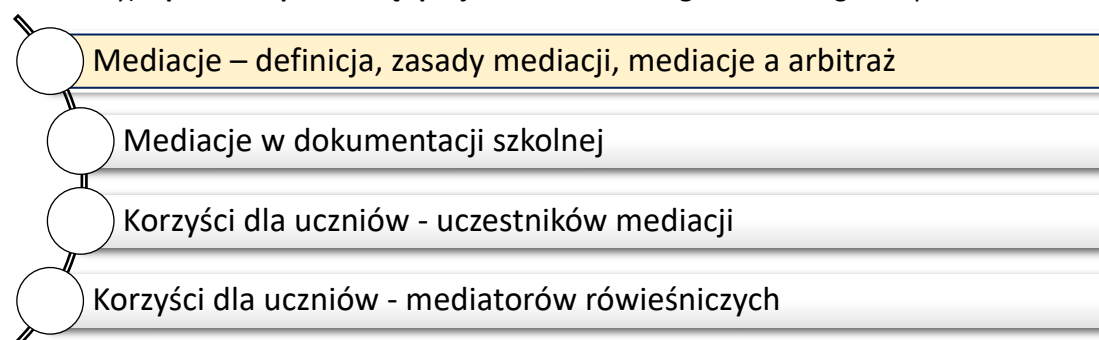 Mediacje – definicja, zasady mediacji, mediacje a arbitraż
Mediacje w dokumentacji szkolnej
Korzyści dla uczniów - uczestników mediacji
Korzyści dla uczniów - mediatorów rówieśniczych